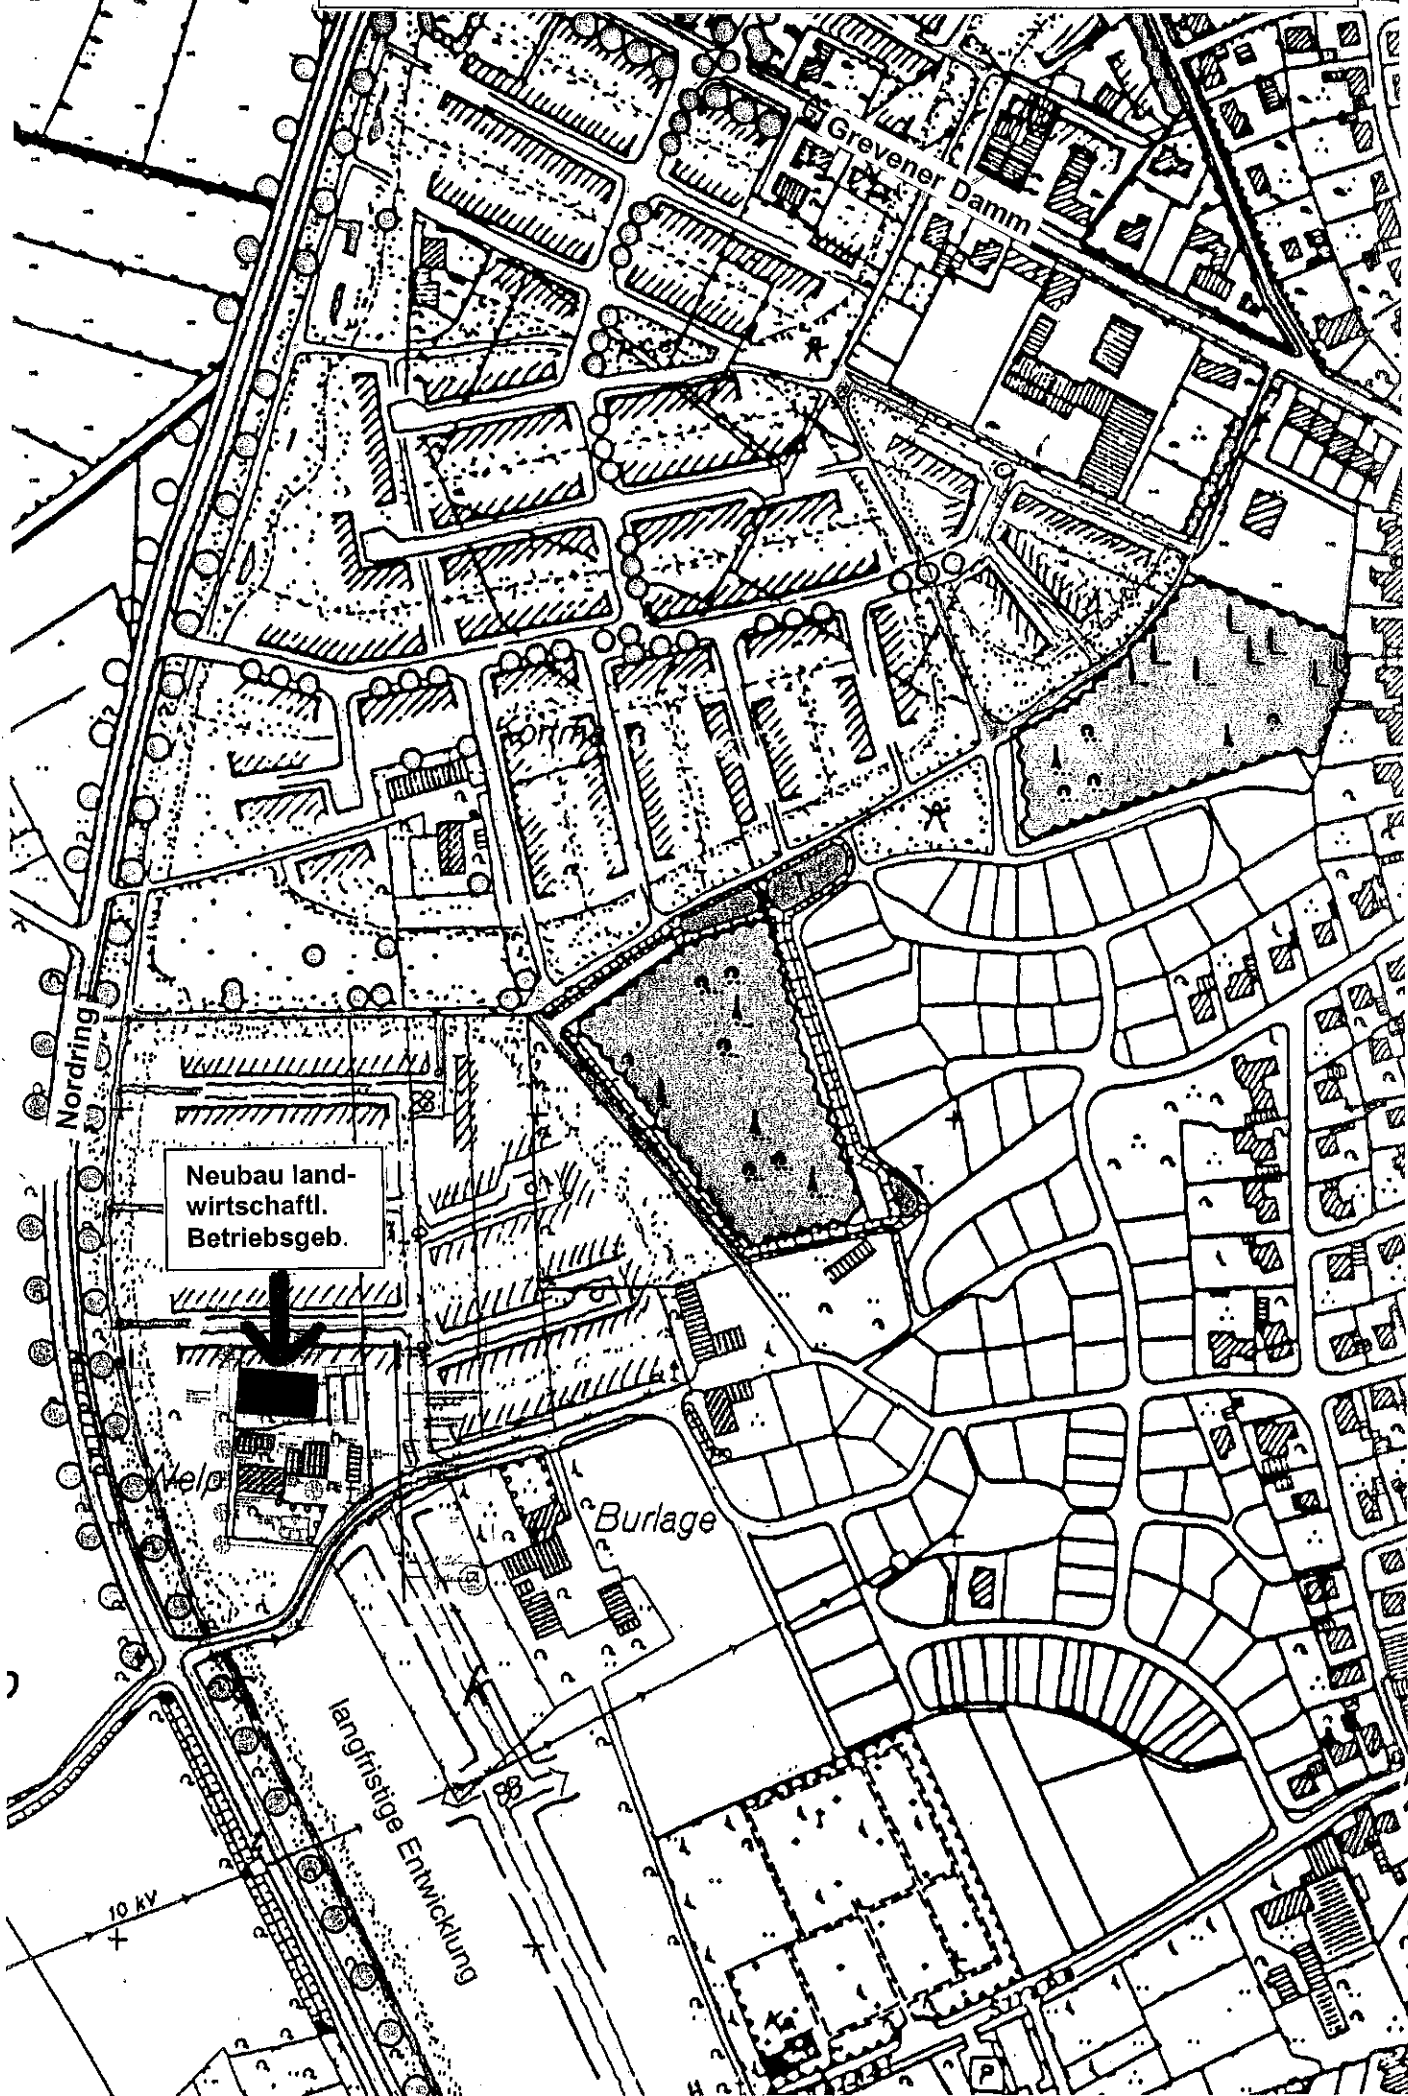 Grevener Damm
Nordring
Neubau land-
wirtschaftl.
Betriebsgeb.
Burlage
langfristige Entwicklung
10 kV
P